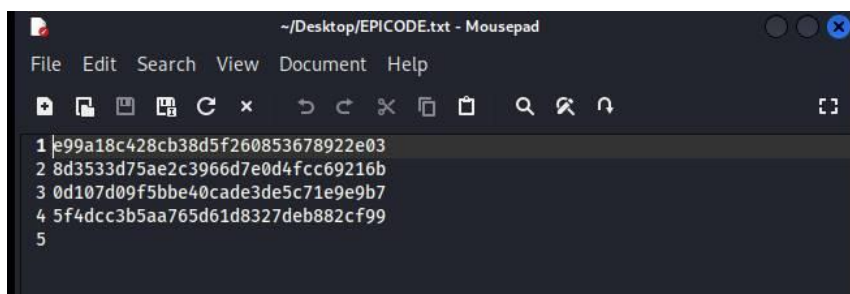 ~/Desktop/EPICODE.txt - Mousepad
File Edit Search View Document Help
1 e99a18c428cb38d5f260853678922e03
2 8d3533d75ae2c3966d7e0d4fcc69216b
3 0d107d09f5bbe40cade3de5c71e9e9b7
4 5f4dcc3b5aa765d61d8327deb882cf99
5